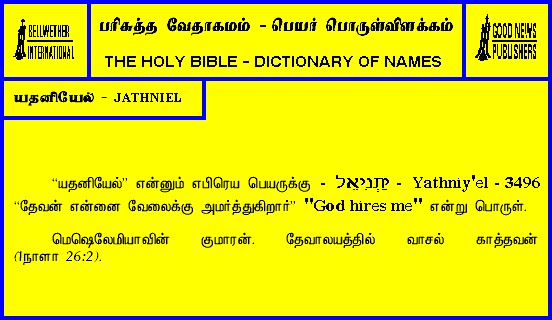 BELLWETHER
INTERNATIONAL
பரிசுத்த வேதாகமம் - பெயர் பொருள்விளக்கம்
THE HOLY BIBLE - DICTIONARY OF NAMES
GOOD NEWS
PUBLISHERS
யதனியேல் - JATHNIEL
“யதனியேல்” என்னும் எபிரெய பெயருக்கு - יַתְנִיאֵל - Yathniy'el - 3496
“தேவன் என்னை வேலைக்கு அமர்த்துகிறார்” "God hires me" என்று பொருள்.
மெஷெலேமியாவின் குமாரன். தேவாலயத்தில் வாசல் காத்தவன்
(1நாளா 26:2).